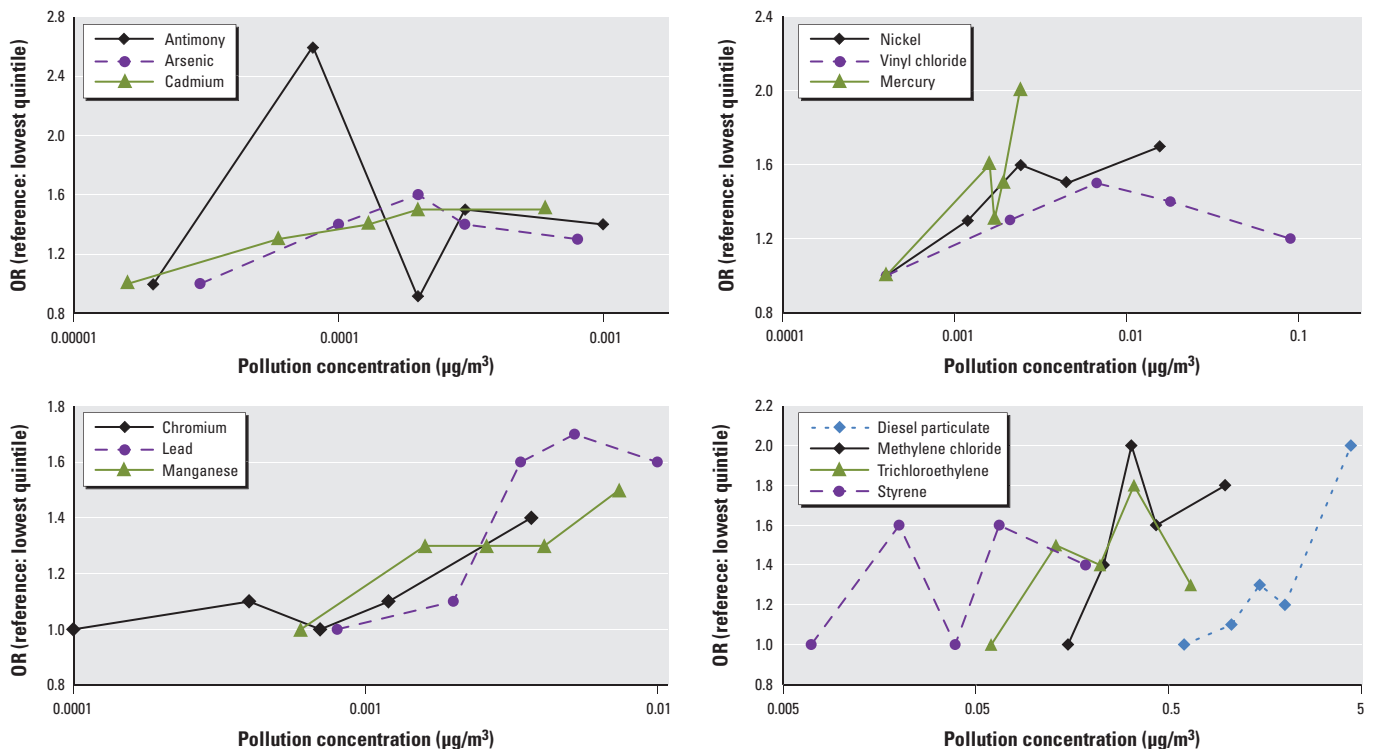 2.8
2.4
2.0
1.6
1.2
0.8
OR (reference: lowest quintile)
Antimony
Arsenic
Cadmium
0.00001
0.0001
0.001
Pollution concentration (µg/m³)
2.4
2.0
1.6
1.2
0.8
OR (reference: lowest quintile)
Nickel
Vinyl chloride
Mercury
0.0001
0.001
0.01
0.1
Pollution concentration (µg/m³)
1.8
1.6
1.4
1.2
1.0
0.8
OR (reference: lowest quintile)
Chromium
Lead
Manganese
0.0001
0.001
0.01
Pollution concentration (µg/m³)
2.2
2.0
1.8
1.6
1.4
1.2
1.0
0.8
OR (referece: lowest quintile)
Diesel particulate
Methylene chloride
Trichloroethylene
Styrene
0.005
0.05
0.5
5
Pollution concentration (µg/m³)